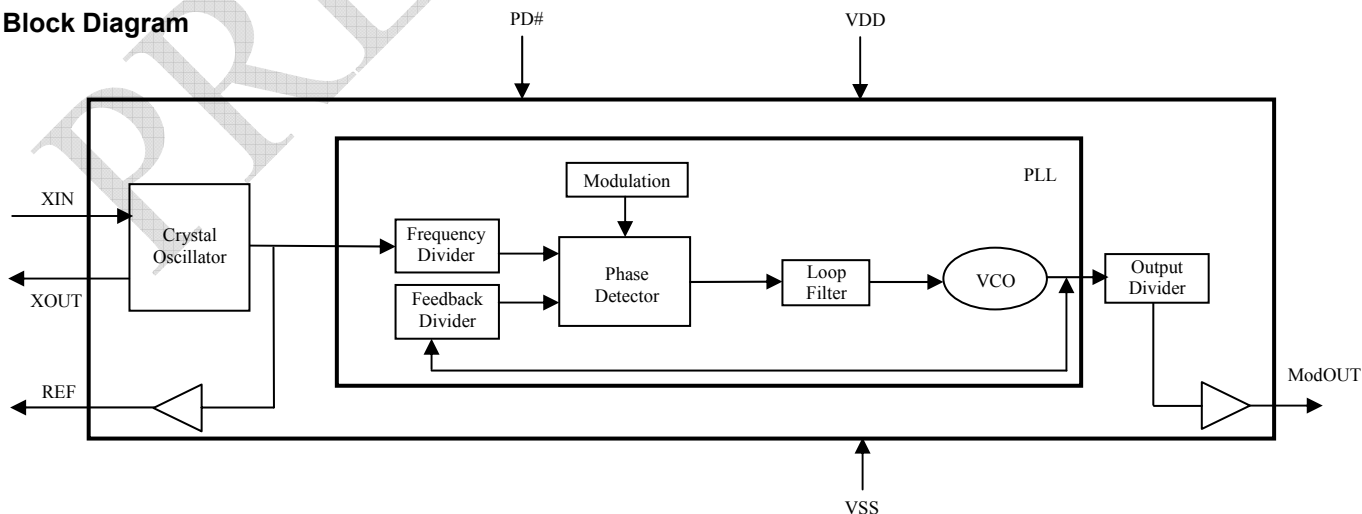 Block Diagram
PD#
VDD
PLL
Modulation
XIN
Crystal
Oscillator
Frequency
Divider
Phase
Detector
Loop
Filter
VCO
Output
Divider
XOUT
Feedback
Divider
REF
ModOUT
VSS